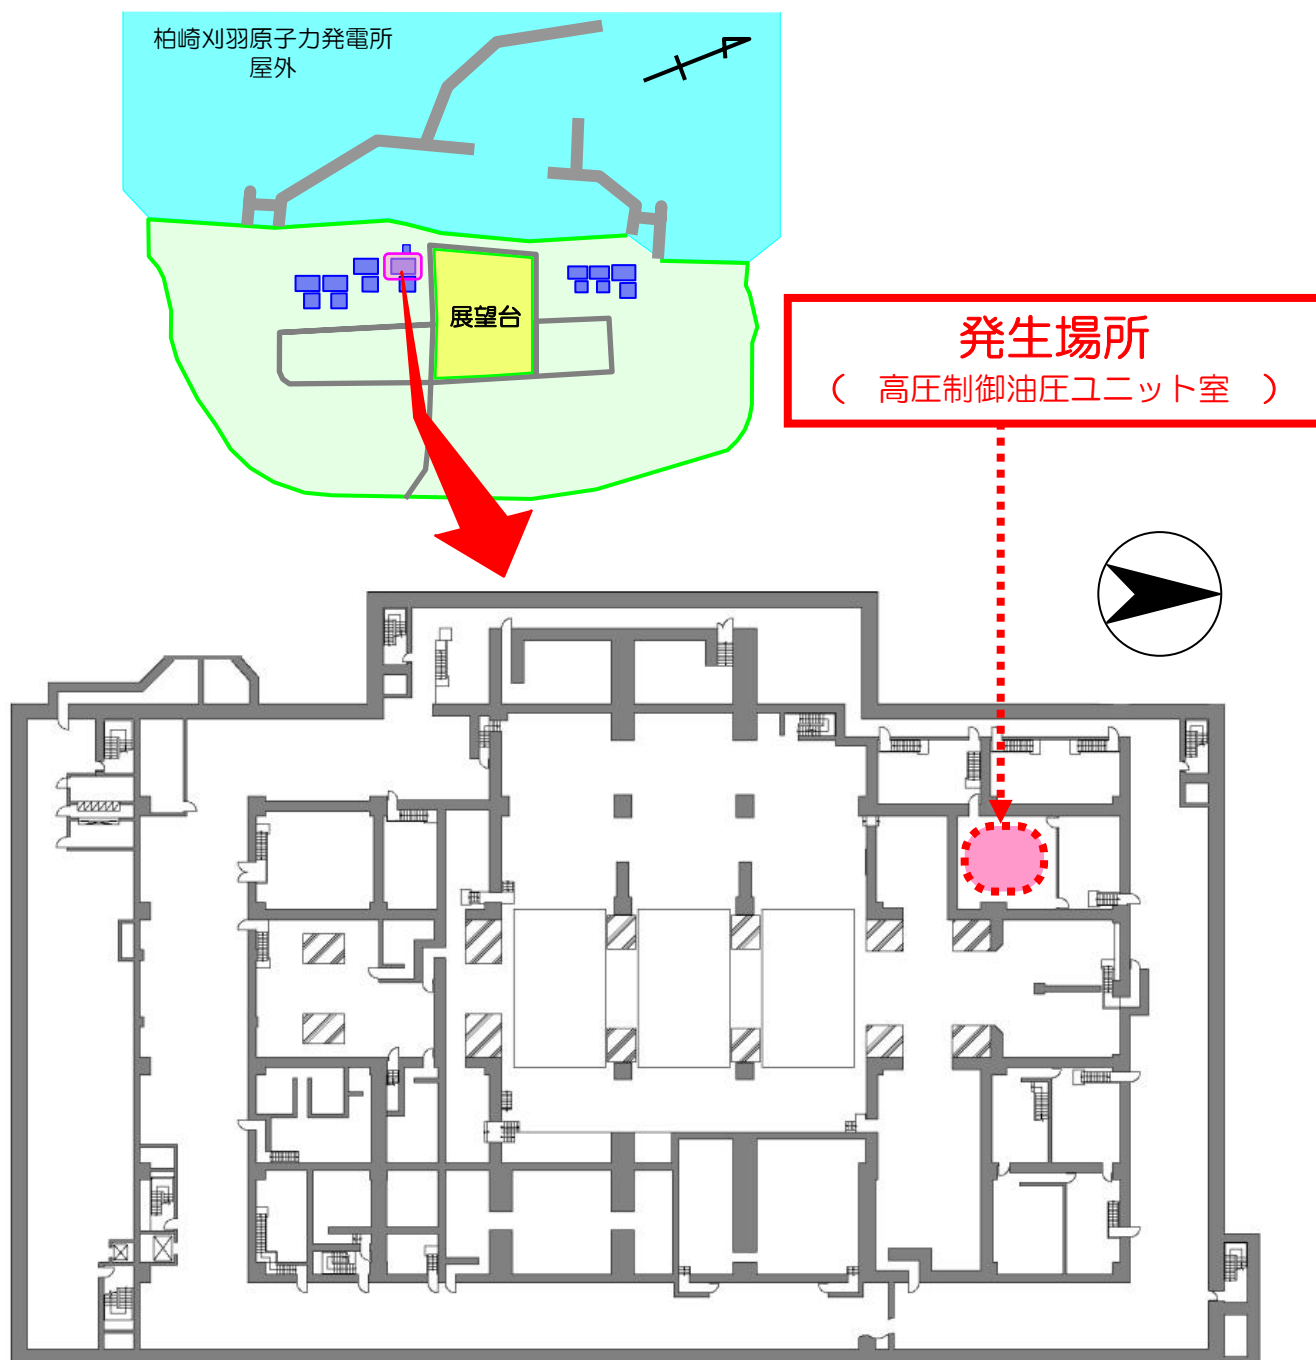 柏崎刈羽原子力発電所
屋外
展望台
発生場所
（　高圧制御油圧ユニット室　）